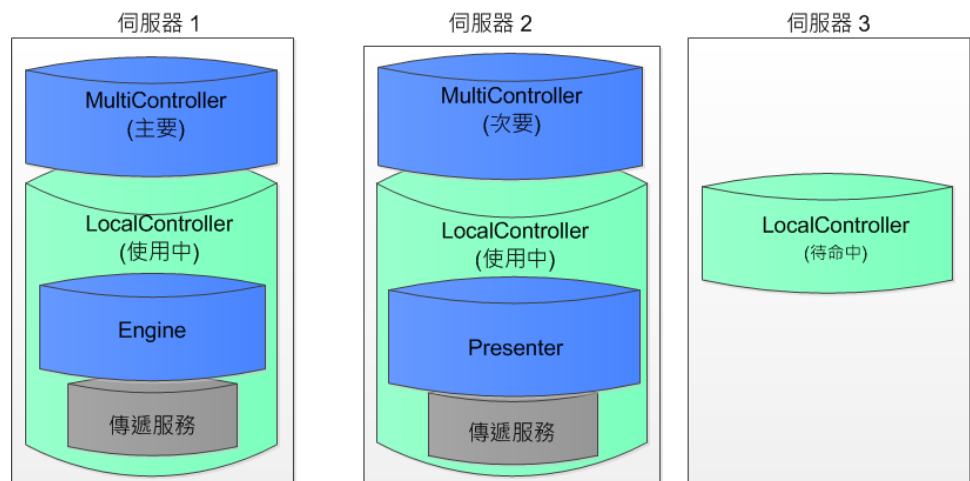 伺服器 1
MultiController
(主要)
LocalController
(使用中)
Engine
傳遞服務
伺服器 2
MultiController
(次要)
LocalController
(使用中)
Presenter
傳遞服務
伺服器 3
LocalController
(待命中)